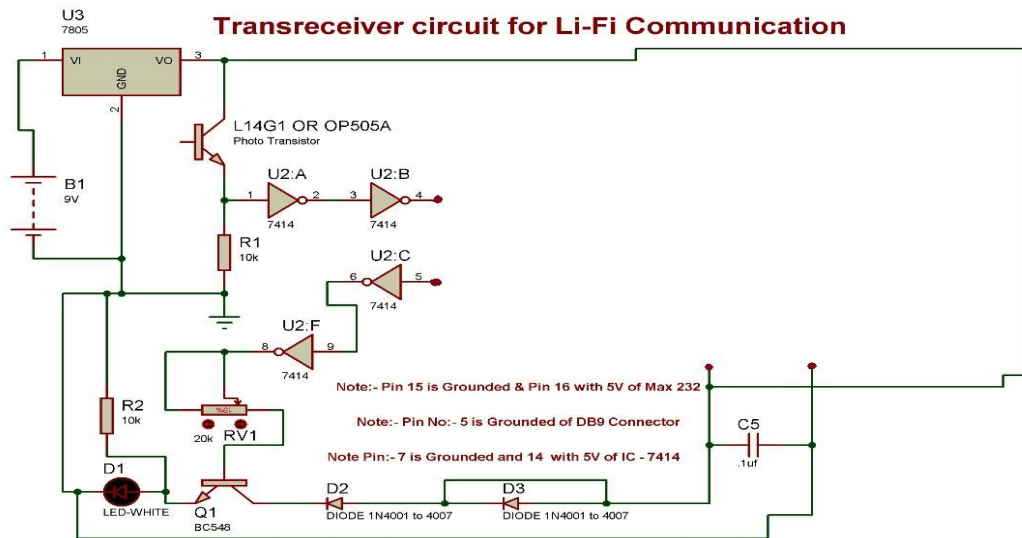 U3
7805
Transreceiver circuit for Li-Fi Communication
1
VI
VO
3
GND
2
L14G1 OR OP505A
Photo Transistor
B1
9V
U2:A
U2:B
1
2
3
4
7414
7414
R1
10k
U2:C
6
5
7414
U2:F
8
9
7414
Note:- Pin 15 is Grounded & Pin 16 with 5V of Max 232
R2
10k
20k
RV1
Note:- Pin No:- 5 is Grounded of DB9 Connector
C5
.1uf
Note Pin:- 7 is Grounded and 14 with 5V of IC - 7414
D1
LED-WHITE
Q1
BC548
D2
DIODE 1N4001 to 4007
D3
DIODE 1N4001 to 4007